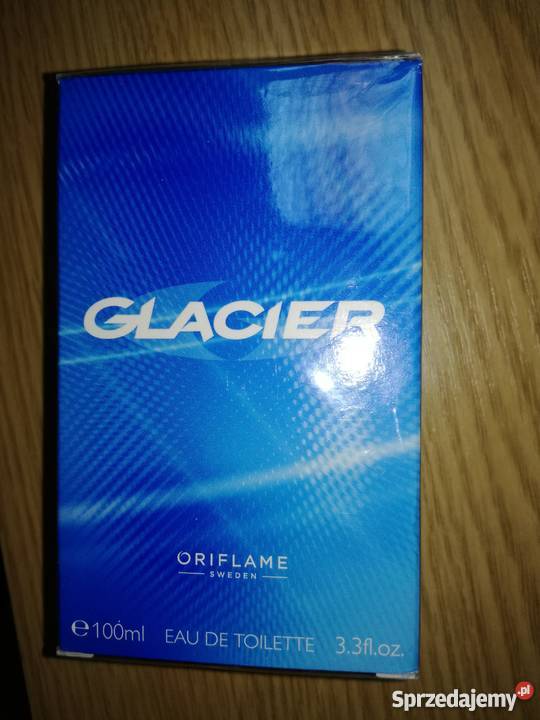 GLACIER
ORIFLAME
SWEDEN
℮100ml EAU DE TOILETTE 3.3fl.oz.
Sprzedajemy.pl